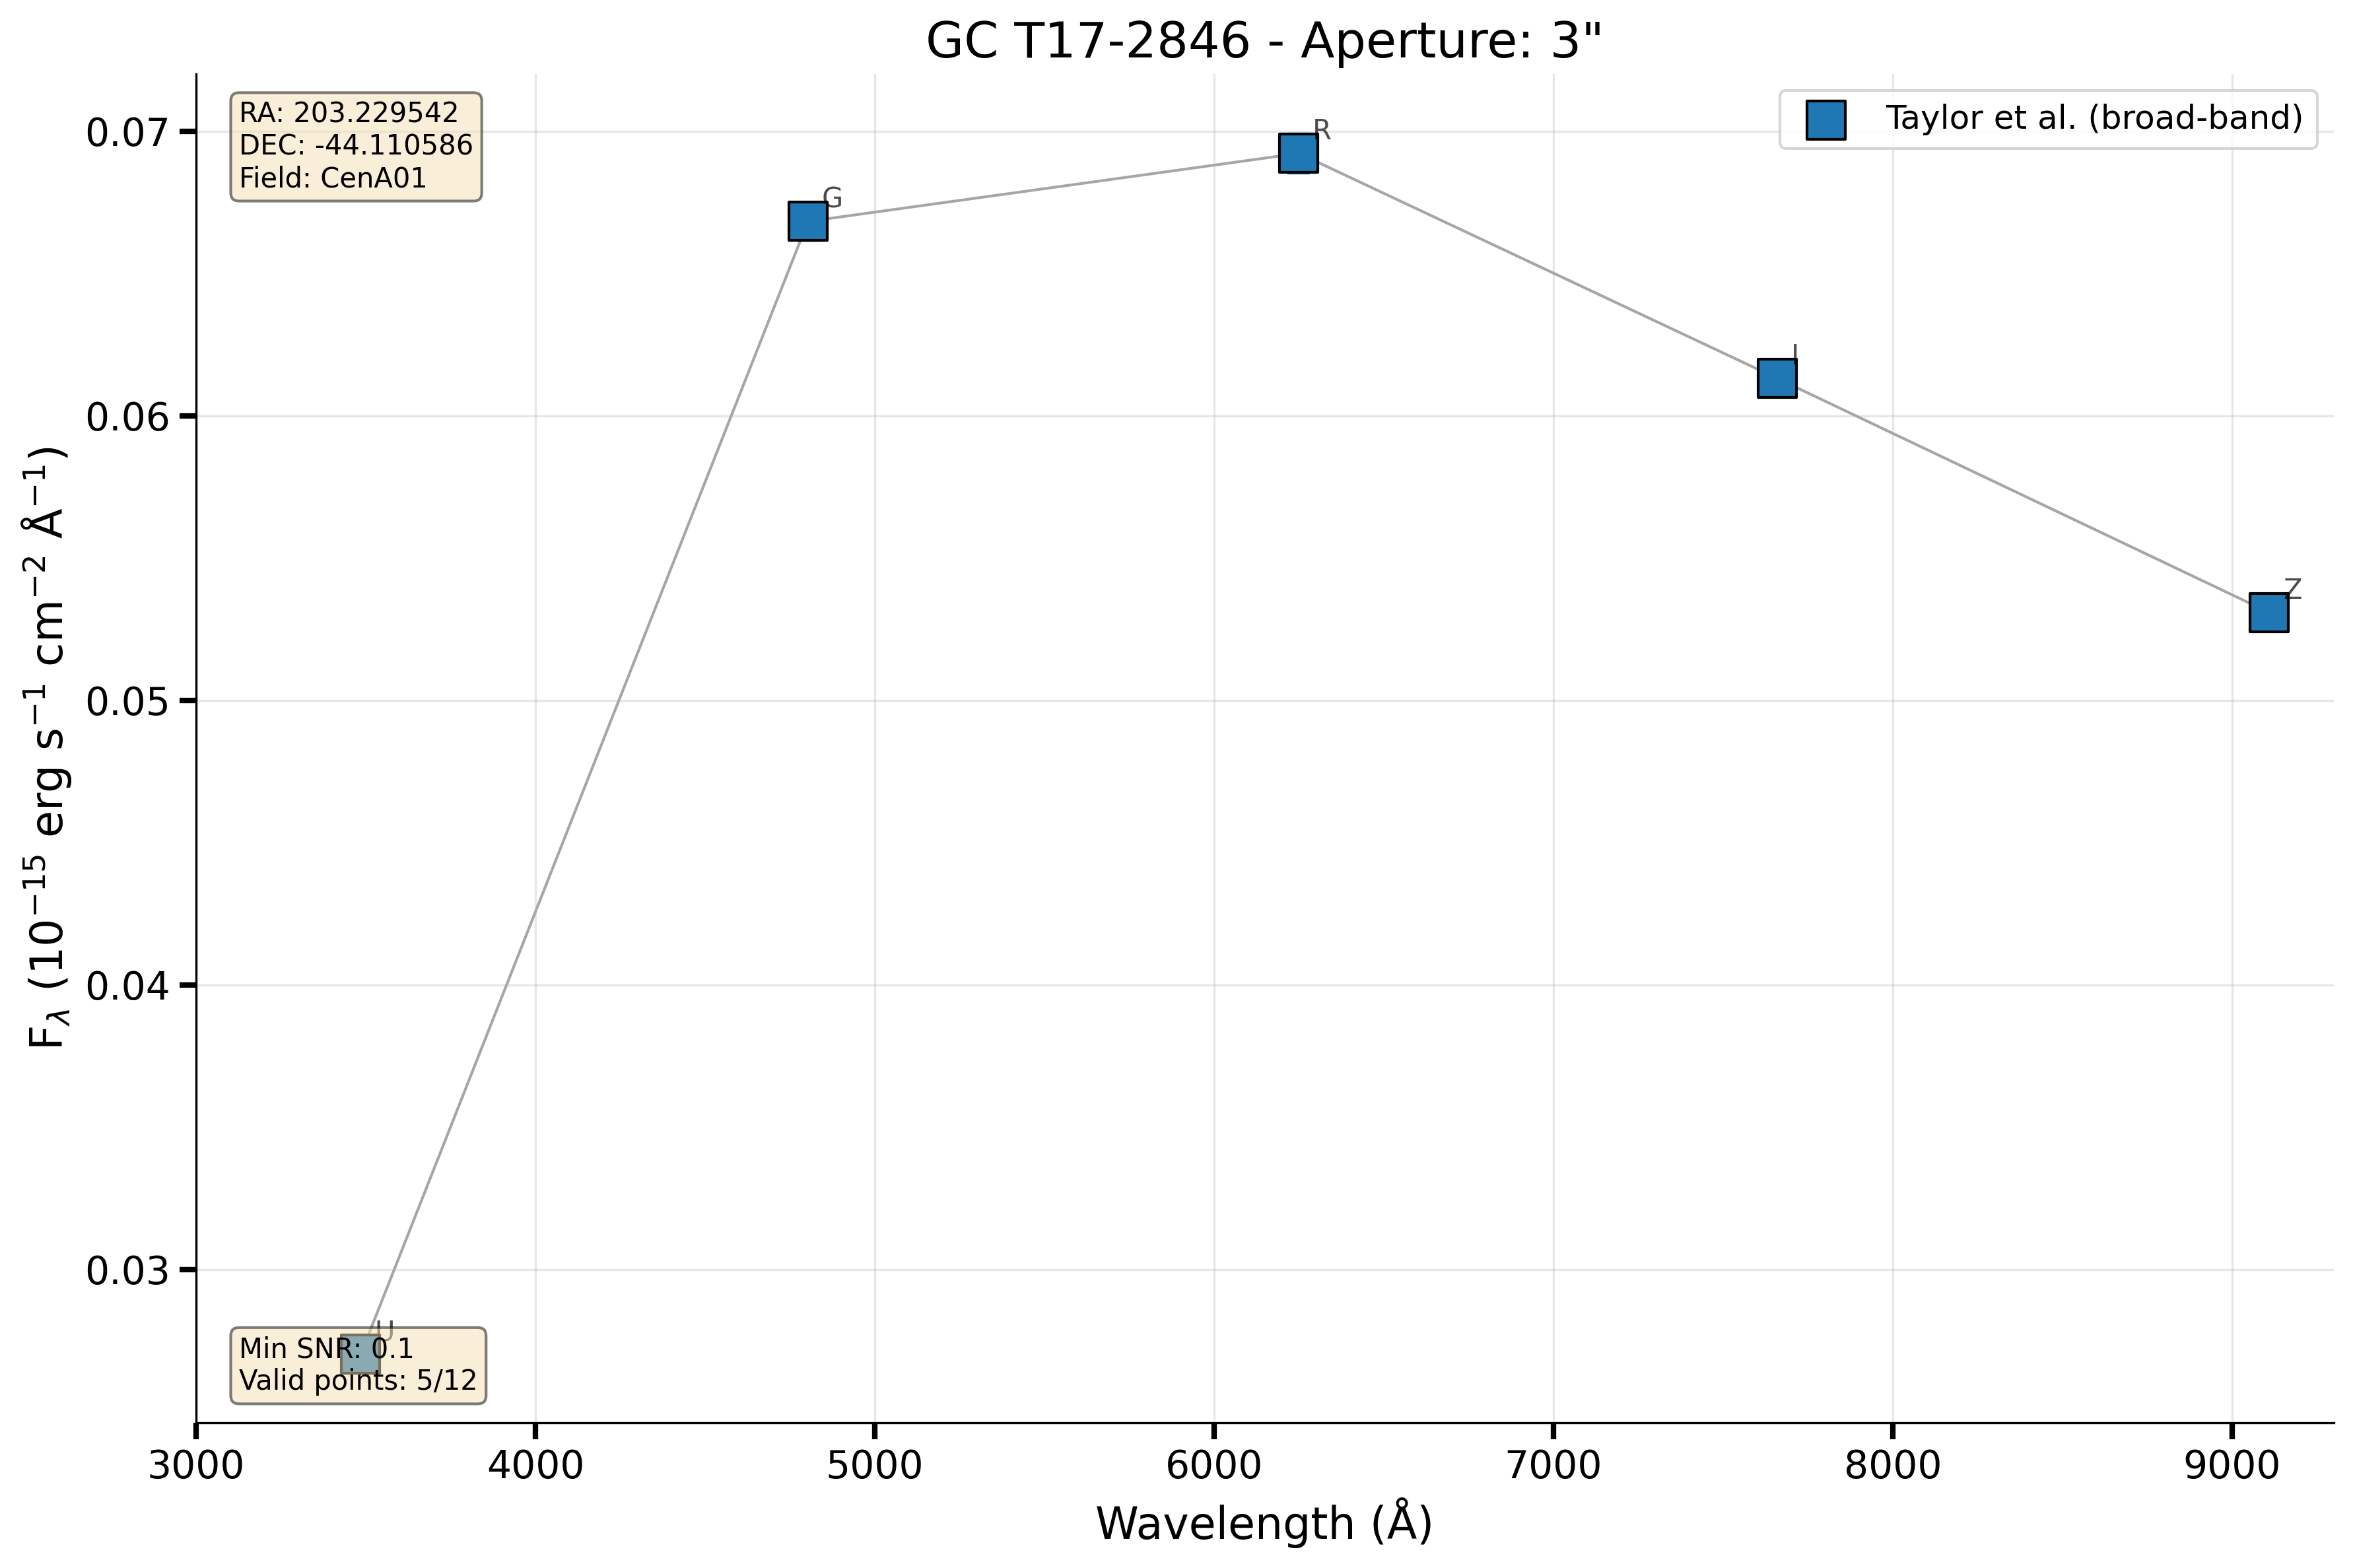 GC T17-2846 - Aperture: 3"
RA: 203.229542
DEC: -44.110586
Field: CenA01
Taylor et al. (broad-band)
R
G
I
Z
U
Min SNR: 0.1
Valid points: 5/12
0.07
0.06
0.05
0.04
0.03
F_λ (10⁻¹⁵ erg s⁻¹ cm⁻² Å⁻¹)
3000 4000 5000 6000 7000 8000 9000
Wavelength (Å)